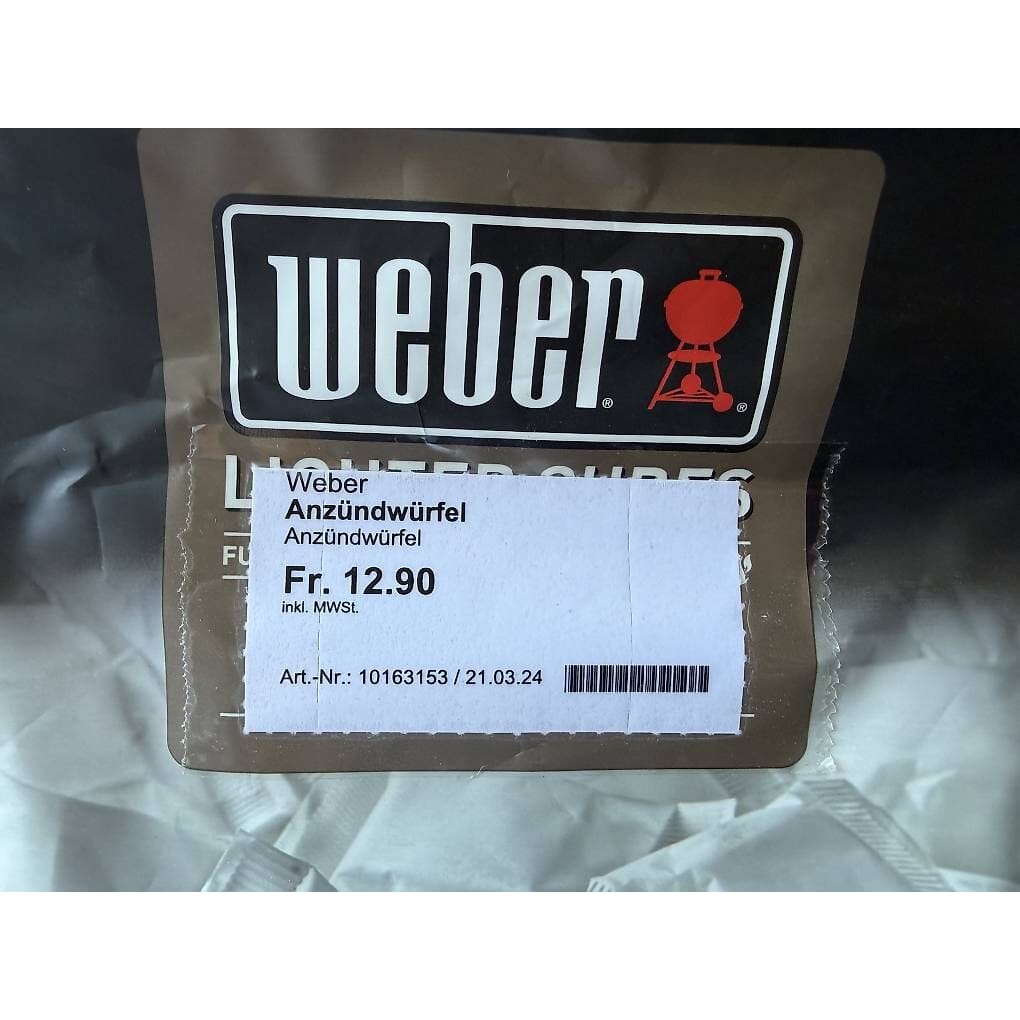 weber®
®
Weber
Anzündwürfel
Anzündwürfel
Fr. 12.90
inkl. MWSt.
Art.-Nr.: 10163153 / 21.03.24